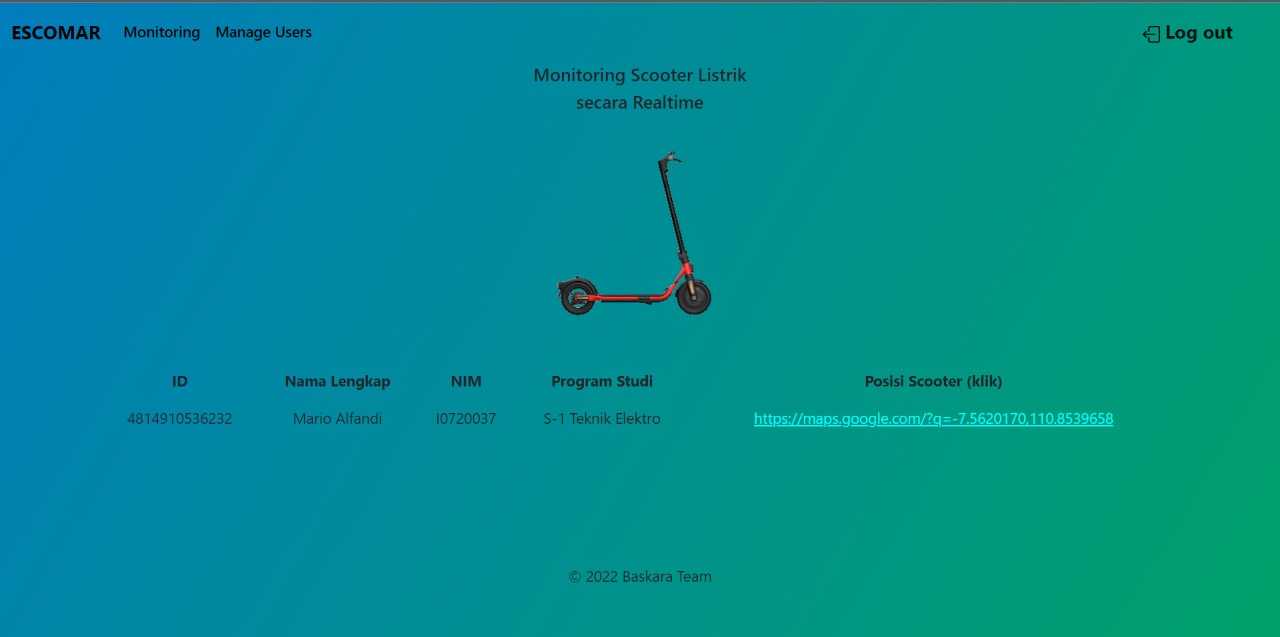 ESCOMAR Monitoring Manage Users Log out
Monitoring Scooter Listrik
secara Realtime
ID Nama Lengkap NIM Program Studi Posisi Scooter (klik)
4814910536232 Mario Alfandi I0720037 S-1 Teknik Elektro https://maps.google.com/?q=-7.5620170,110.8539658
© 2022 Baskara Team